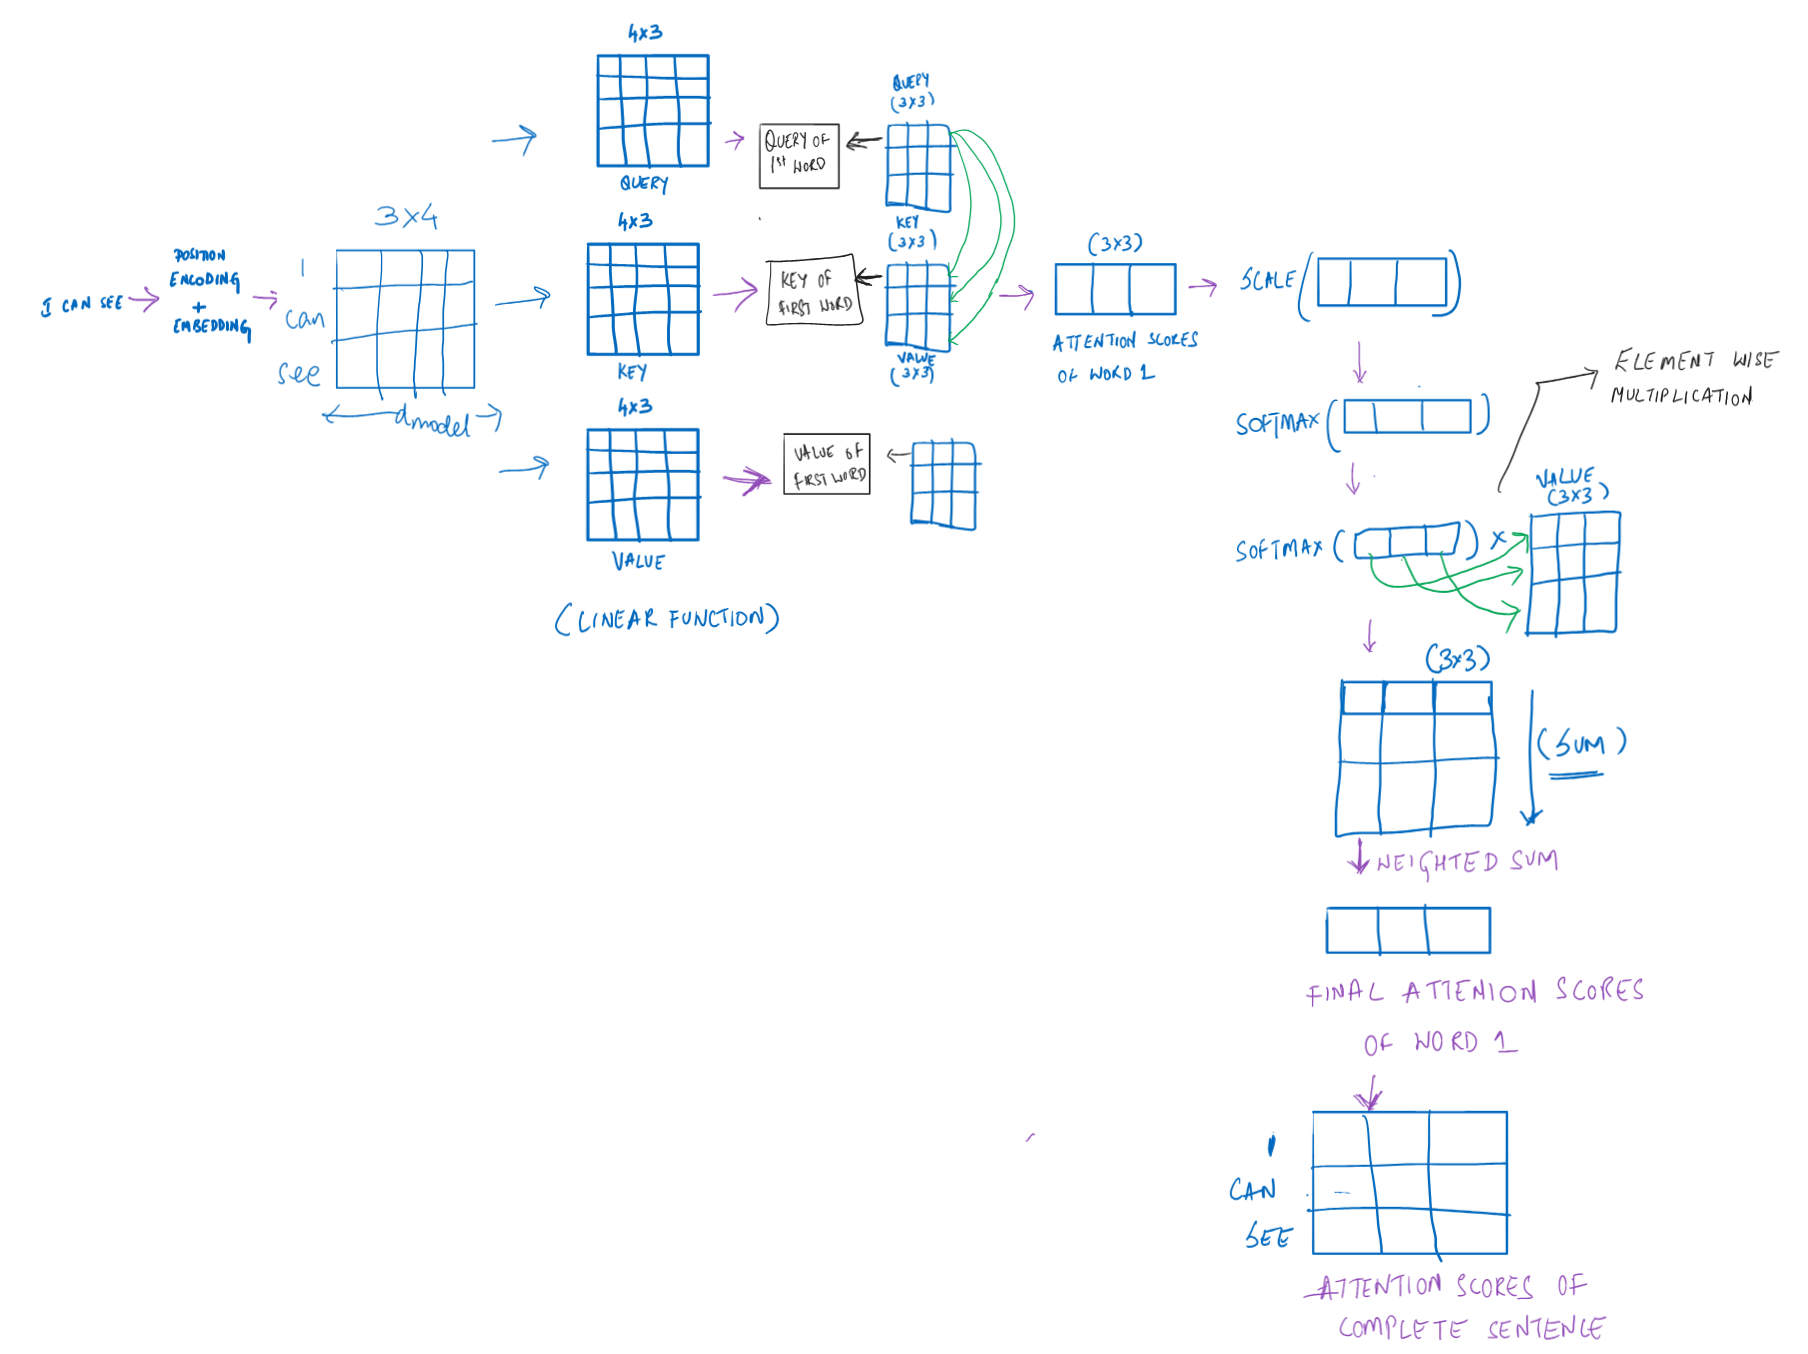 I CAN SEE
POSITION
ENCODING
+
EMBEDDING
3x4
I
can
see
dmodel
4x3
QUERY
4x3
KEY
4x3
VALUE
(LINEAR FUNCTION)
QUERY OF
1st WORD
KEY OF
FIRST WORD
VALUE OF
FIRST WORD
QUERY
(3x3)
KEY
(3x3)
VALUE
(3x3)
(3x3)
ATTENTION SCORES
OF WORD 1
SCALE ( )
SOFTMAX ( )
ELEMENT WISE
MULTIPLICATION
SOFTMAX ( ) x
VALUE
(3x3)
(3x3)
(SUM)
WEIGHTED SUM
FINAL ATTENION SCORES
OF WORD 1
I
CAN
SEE
ATTENTION SCORES OF
COMPLETE SENTENCE